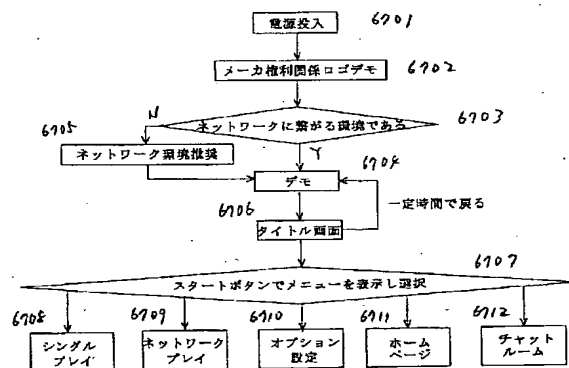 電源投入 6701
メーカ権利関係ロゴデモ 6702
N
ネットワークに繋がる環境である 6703
6705
Y
6704
ネットワーク環境推奨
デモ
6706
一定時間で戻る
タイトル画面
6707
スタートボタンでメニューを表示し選択
6708
6709
6710
6711
6712
シングル
プレイ
ネットワーク
プレイ
オプション
設定
ホーム
ページ
チャット
ルーム